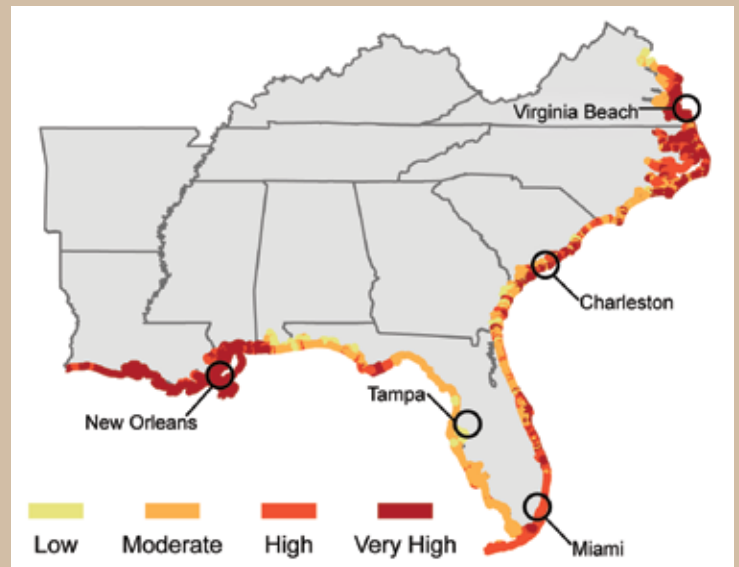 Virginia Beach
Charleston
Tampa
New Orleans
Miami
Low Moderate High Very High